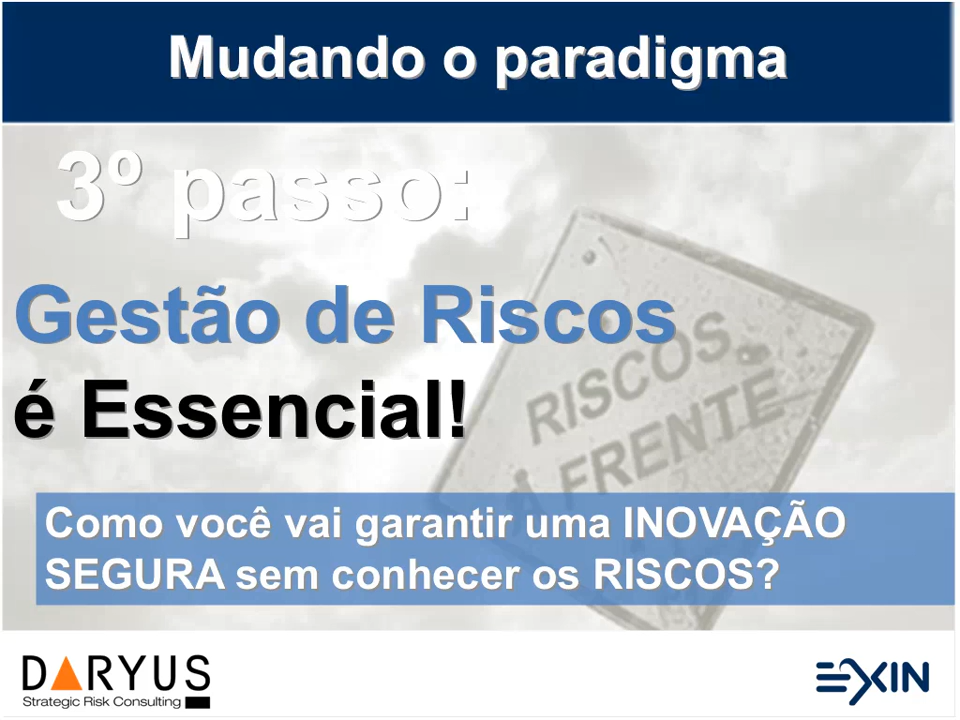 Mudando o paradigma
3º passo:
Gestão de Riscos
é Essencial!
RISCOS
À FRENTE
Como você vai garantir uma INOVAÇÃO
SEGURA sem conhecer os RISCOS?
DARYUS
Strategic Risk Consulting
EXIN